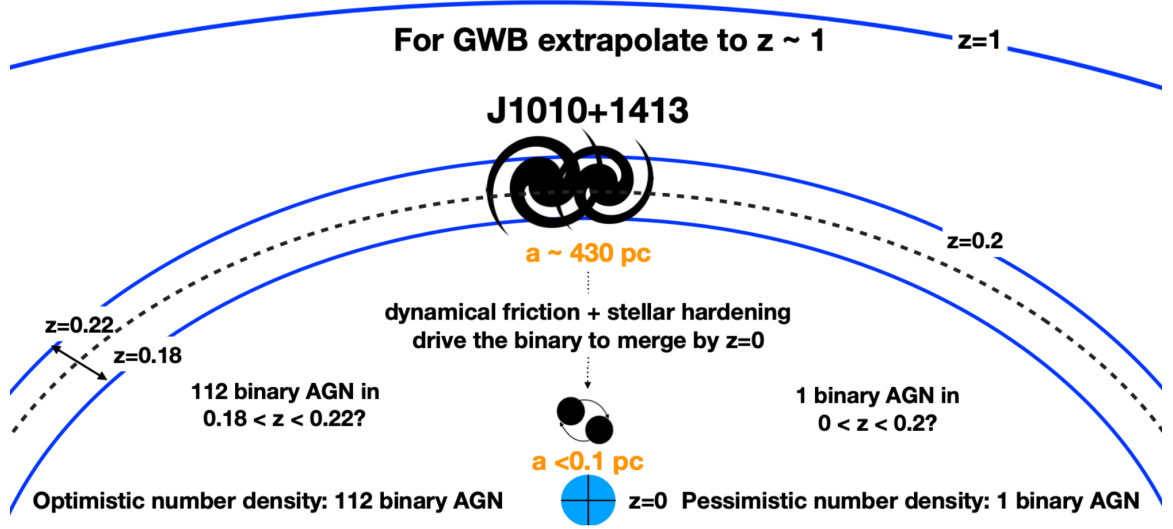 For GWB extrapolate to z ~ 1
z=1
J1010+1413
z=0.2
a ~ 430 pc
dynamical friction + stellar hardening
drive the binary to merge by z=0
z=0.22
z=0.18
112 binary AGN in
0.18 < z < 0.22?
1 binary AGN in
0 < z < 0.2?
a <0.1 pc
Optimistic number density: 112 binary AGN
z=0
Pessimistic number density: 1 binary AGN